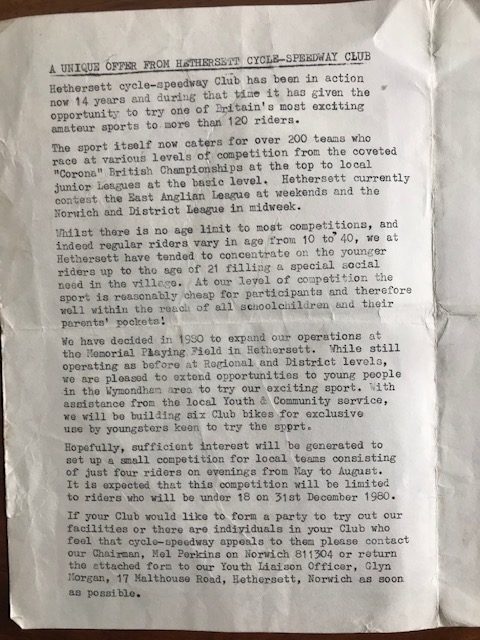 A UNIQUE OFFER FROM HETHERSETT CYCLE-SPEEDWAY CLUB
Hethersett cycle-speedway Club has been in action
now 14 years and during that time it has given the
opportunity to try one of Britain's most exciting
amateur sports to more than 120 riders.
The sport itself now caters for over 200 teams who
race at various levels of competition from the coveted
"Corona" British Championships at the top to local
junior Leagues at the basic level. Hethersett currently
contest the East Anglian League at weekends and the
Norwich and District League in midweek.
Whilst there is no age limit to most competitions, and
indeed regular riders vary in age from 10 to 40, we at
Hethersett have tended to concentrate on the younger
riders up to the age of 21 filling a special social
need in the village. At our level of competition the
sport is reasonably cheap for participants and therefore
well within the reach of all schoolchildren and their
parents' pockets!
We have decided in 1980 to expand our operations at
the Memorial Playing Field in Hethersett. While still
operating as before at Regional and District levels,
we are pleased to extend opportunities to young people
in the Wymondham area to try our exciting sport. With
assistance from the local Youth & Community service,
we will be building six Club bikes for exclusive
use by youngsters keen to try the spprt.
Hopefully, sufficient interest will be generated to
set up a small competition for local teams consisting
of just four riders on evenings from May to August.
It is expected that this competition will be limited
to riders who will be under 18 on 31st December 1980.
If your Club would like to form a party to try out our
facilities or there are individuals in your Club who
feel that cycle-speedway appeals to them please contact
our Chairman, Mel Perkins on Norwich 811304 or return
the attached form to our Youth Liaison Officer, Glyn
Morgan, 17 Malthouse Road, Hethersett, Norwich as soon
as possible.